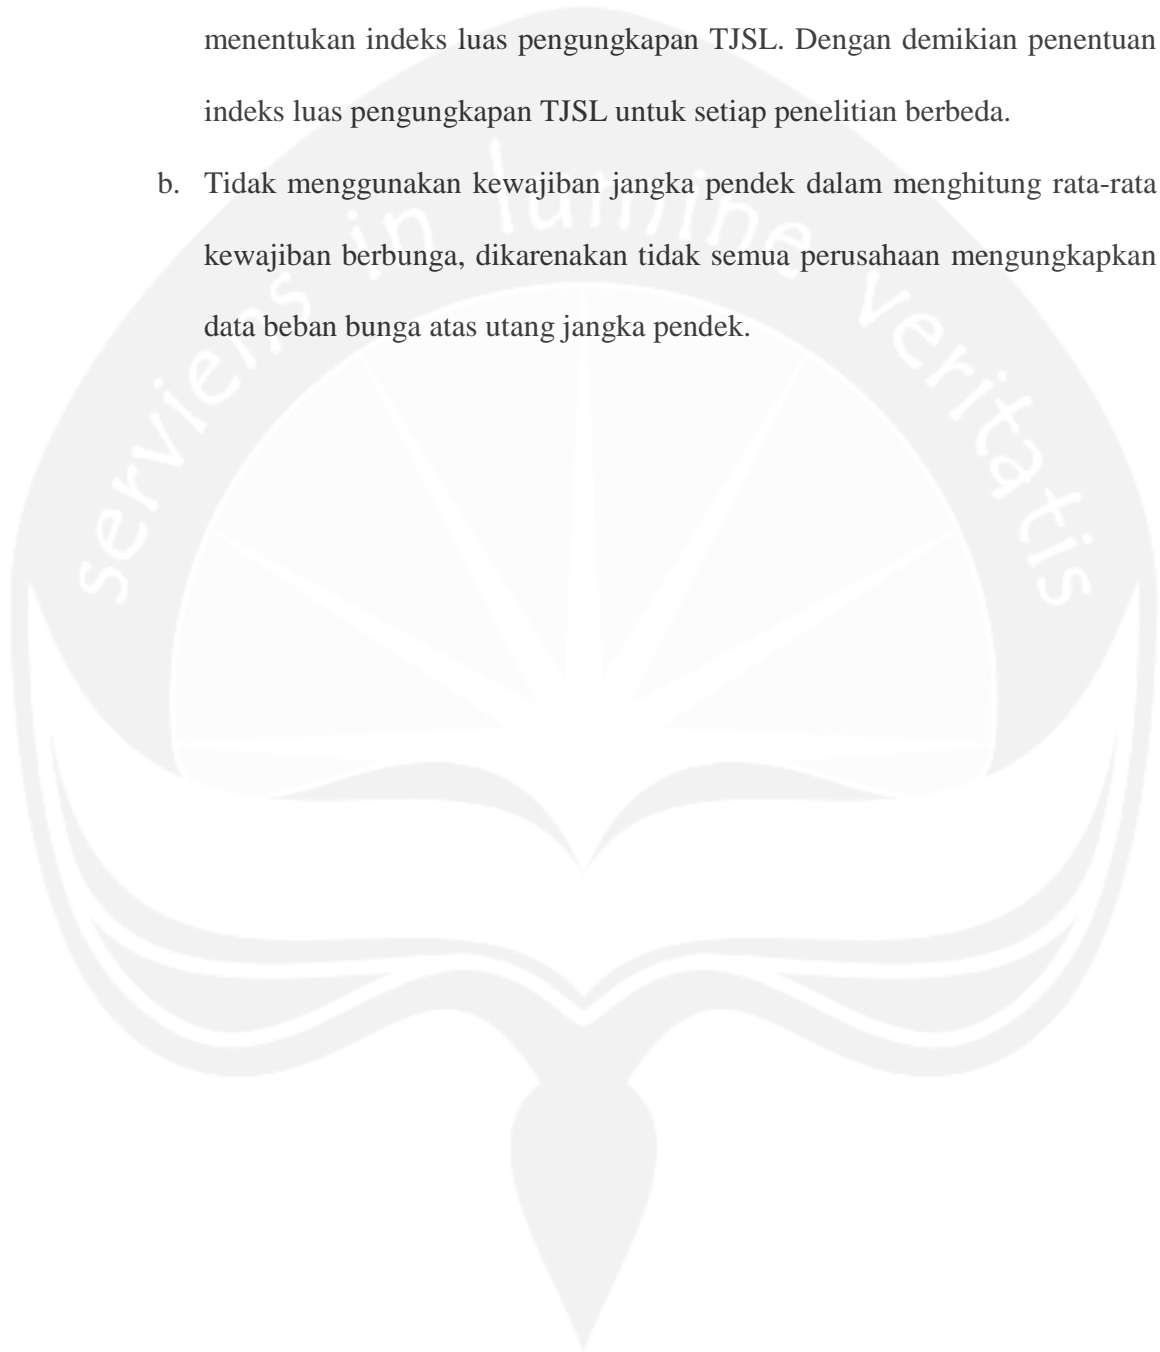 menentukan indeks luas pengungkapan TJSL. Dengan demikian penentuan
indeks luas pengungkapan TJSL untuk setiap penelitian berbeda.
b. Tidak menggunakan kewajiban jangka pendek dalam menghitung rata-rata
kewajiban berbunga, dikarenakan tidak semua perusahaan mengungkapkan
data beban bunga atas utang jangka pendek.
serviens in lumine veritatis